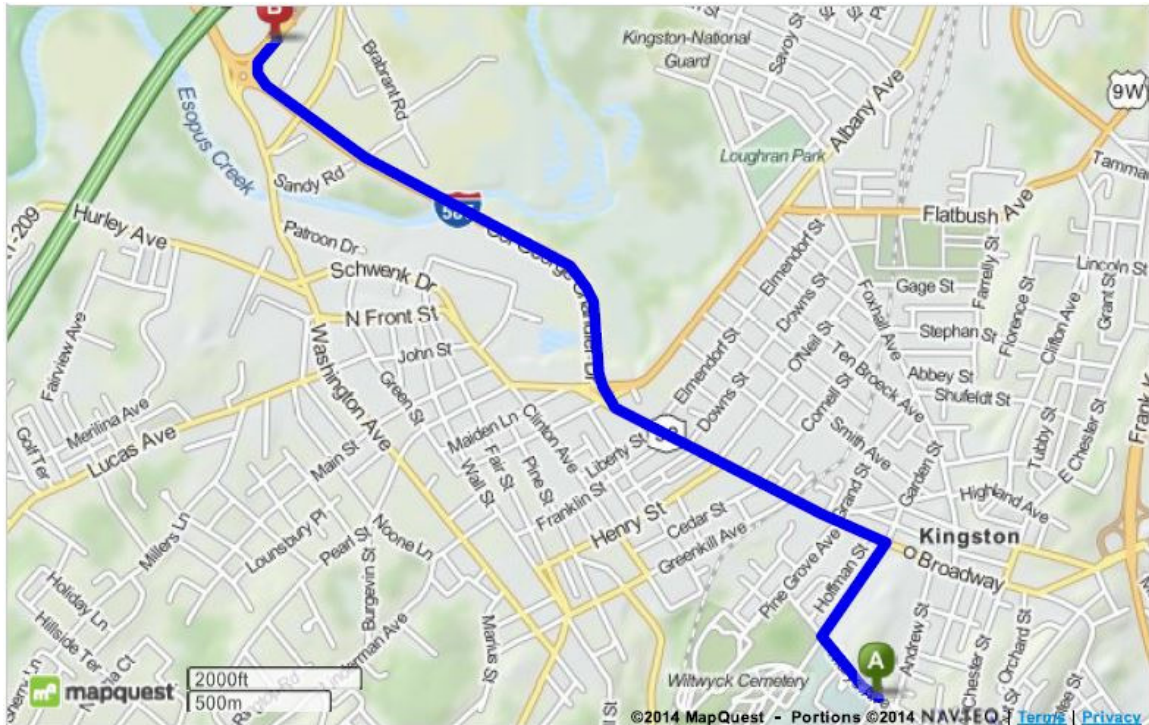 B
Kingston-National
Guard
Savoy St
Albany Ave
9W
Brabrant Rd
Esopus Creek
Loughran Park
Sandy Rd
Flatbush Ave
Hurley Ave
Patroon Dr
Elmendorf St
Lincoln St
Schwenk Dr
Gage St
Farrelly St
Florence St
Grant St
Clifton Ave
N Front St
Downs St
Foxhall Ave
Stephan St
Fairview Ave
John St
O'Neil St
Ten Broeck Ave
Washington Ave
Green St
Elmendorf St
Abbey St
Shufeldt St
Downs St
Cornell St
Merilina Ave
Maiden Ln
Clinton Ave
Lucas Ave
Golf Ter
Liberty St
Smith Ave
Tubby St
E Chester St
Main St
Fair St
Wall St
Pine St
Franklin St
Grand St
Garden St
Highland Ave
Millers Ln
Lounsbury Pl
Henry St
Cedar St
Kingston
Pearl St
Noone Ln
Greenkill Ave
Pine Grove Ave
Hoffman St
Broadway
Burgevin St
Holiday Ln
Hillside Ter
Marius St
Andrew St
A
Wiltwyck Cemetery
Chester St
Orchard St
2000ft
mapquest
500m
©2014 MapQuest - Portions ©2014 NAVTEQ | Terms | Privacy